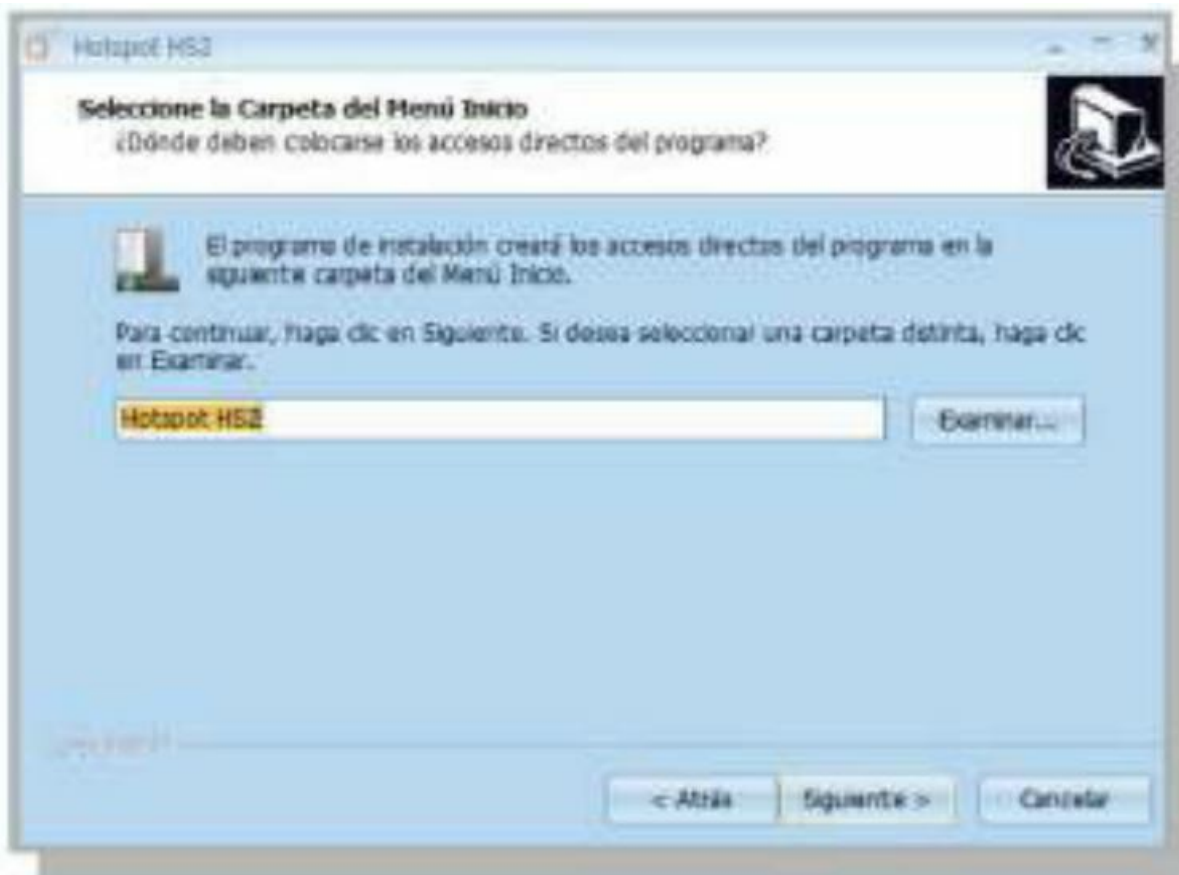 Hotspot HS2
Seleccione la Carpeta del Menú Inicio
¿Dónde deben colocarse los accesos directos del programa?
El programa de instalación creará los accesos directos del programa en la
siguiente carpeta del Menú Inicio.
Para continuar, haga clic en Siguiente. Si desea seleccionar una carpeta distinta, haga clic
en Examinar.
Hotspot HS2
Examinar...
< Atrás
Siguiente >
Cancelar